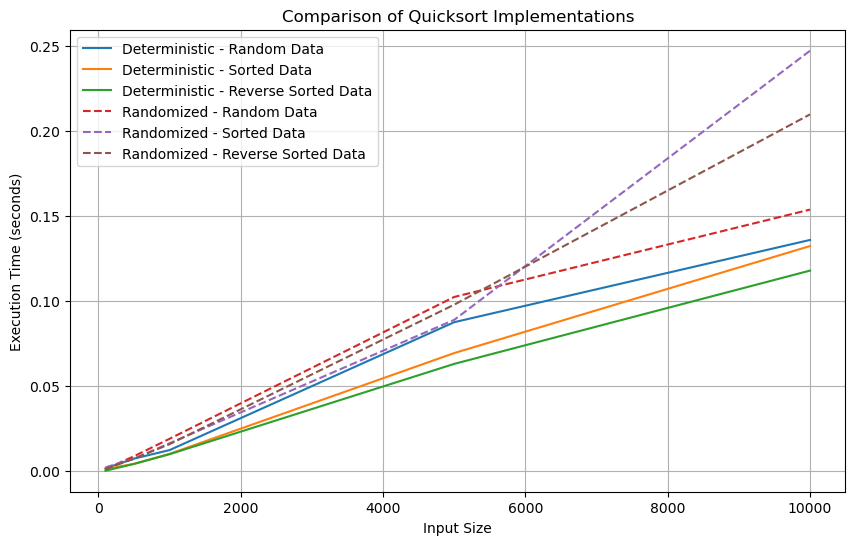 Comparison of Quicksort Implementations
Deterministic - Random Data
Deterministic - Sorted Data
Deterministic - Reverse Sorted Data
Randomized - Random Data
Randomized - Sorted Data
Randomized - Reverse Sorted Data
Execution Time (seconds)
0.25
0.20
0.15
0.10
0.05
0.00
0 2000 4000 6000 8000 10000
Input Size